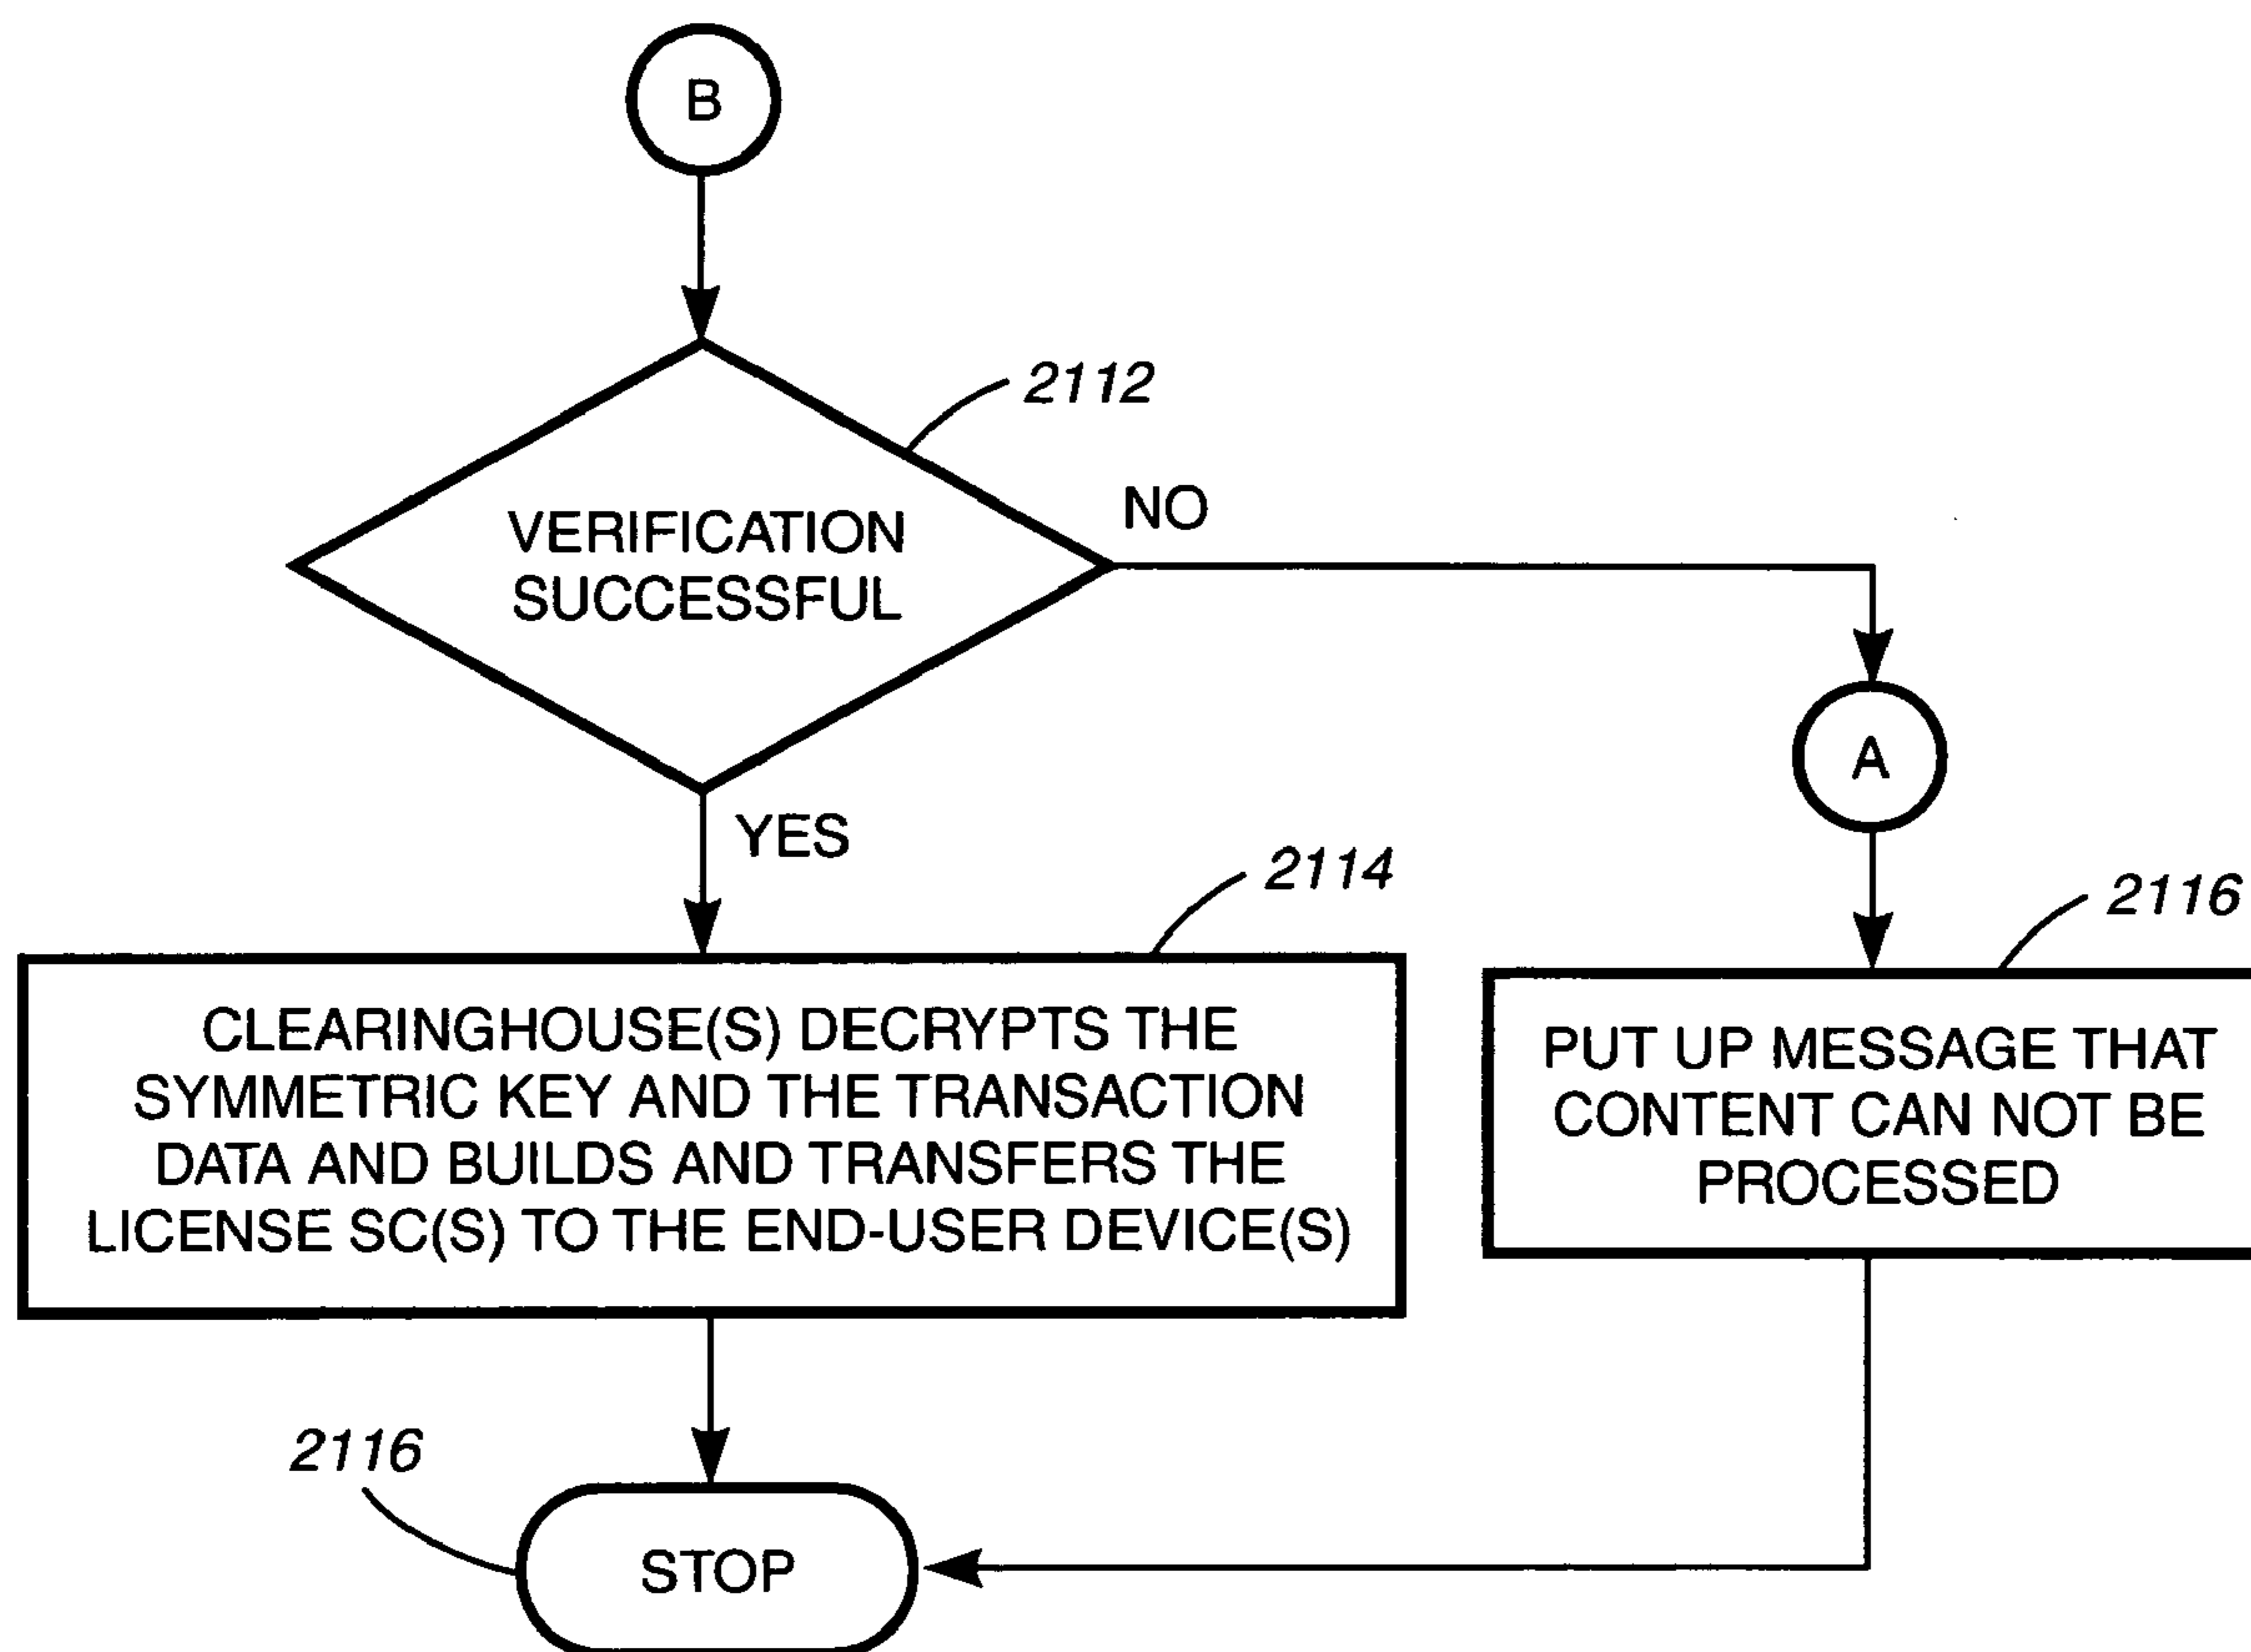 B
2112
VERIFICATION
SUCCESSFUL
NO
A
YES
2114
2116
CLEARINGHOUSE(S) DECRYPTS THE
SYMMETRIC KEY AND THE TRANSACTION
DATA AND BUILDS AND TRANSFERS THE
LICENSE SC(S) TO THE END-USER DEVICE(S)
PUT UP MESSAGE THAT
CONTENT CAN NOT BE
PROCESSED
2116
STOP